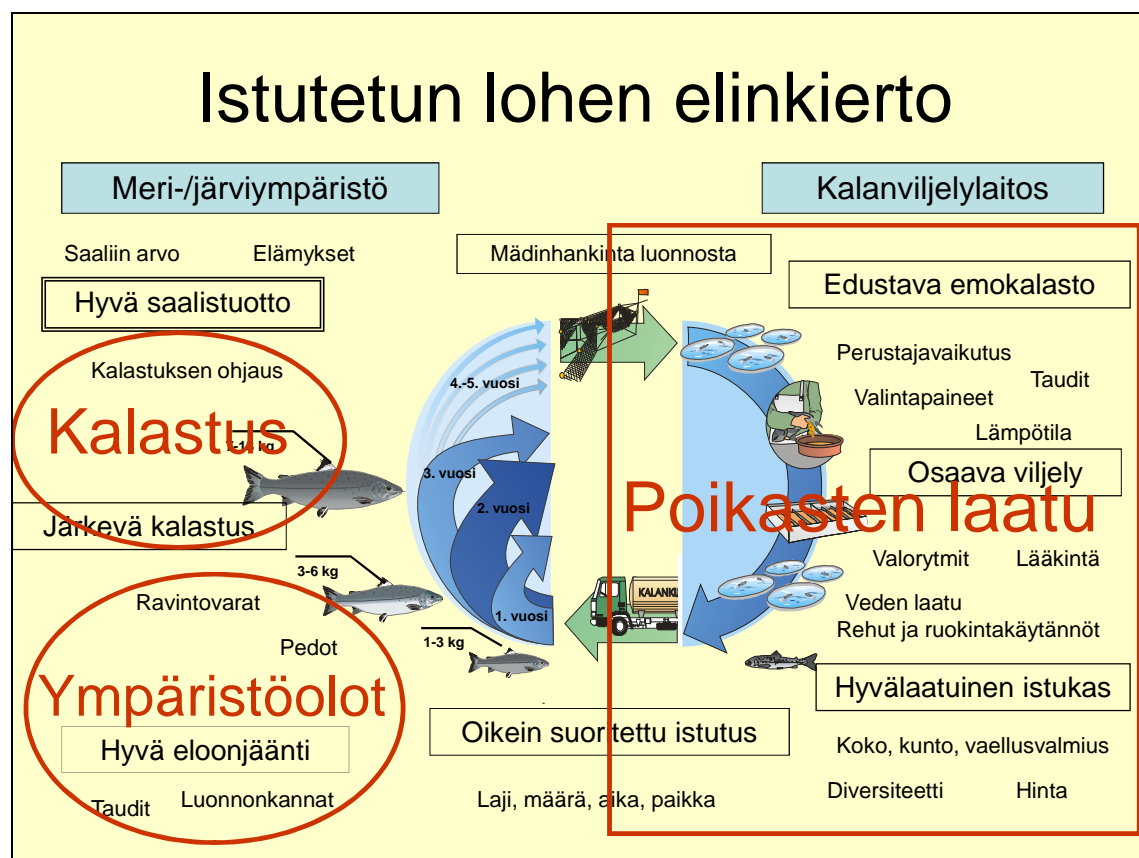 Istutetun lohen elinkierto
Meri-/järviympäristö
Kalanviljelylaitos
Saaliin arvo
Elämykset
Hyvä saalistuotto
Kalastuksen ohjaus
Kalastus
Järkevä kalastus
3-6 kg
1-3 kg
Ravintovarat
Pedot
Ympäristöolot
Hyvä eloonjäänti
Taudit
Luonnonkannat
Mädinhankinta luonnosta
4.-5. vuosi
3. vuosi
2. vuosi
1. vuosi
Oikein suoritettu istutus
Laji, määrä, aika, paikka
Edustava emokalasto
Perustajavaikutus
Taudit
Valintapaineet
Lämpötila
Osaava viljely
Poikasten laatu
Valorytmit
Lääkintä
Veden laatu
Rehut ja ruokintakäytännöt
Hyvälaatuinen istukas
Koko, kunto, vaellusvalmius
Diversiteetti
Hinta